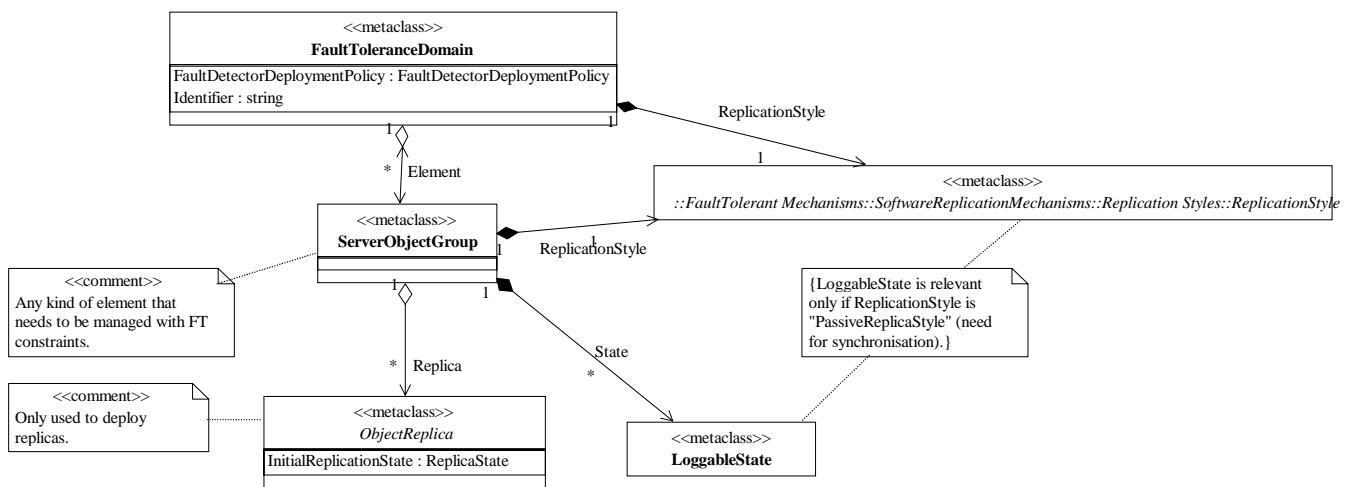 <<metaclass>>
FaultToleranceDomain
FaultDetectorDeploymentPolicy : FaultDetectorDeploymentPolicy
Identifier : string
1
1
ReplicationStyle
1
* Element
<<metaclass>>
::FaultTolerant Mechanisms::SoftwareReplicationMechanisms::Replication Styles::ReplicationStyle
<<metaclass>>
ServerObjectGroup
1
1
ReplicationStyle
1
1
<<comment>>
Any kind of element that
needs to be managed with FT
constraints.
{LoggableState is relevant
only if ReplicationStyle is
"PassiveReplicaStyle" (need
for synchronisation).}
State
*
* Replica
<<comment>>
Only used to deploy
replicas.
<<metaclass>>
ObjectReplica
InitialReplicationState : ReplicaState
<<metaclass>>
LoggableState